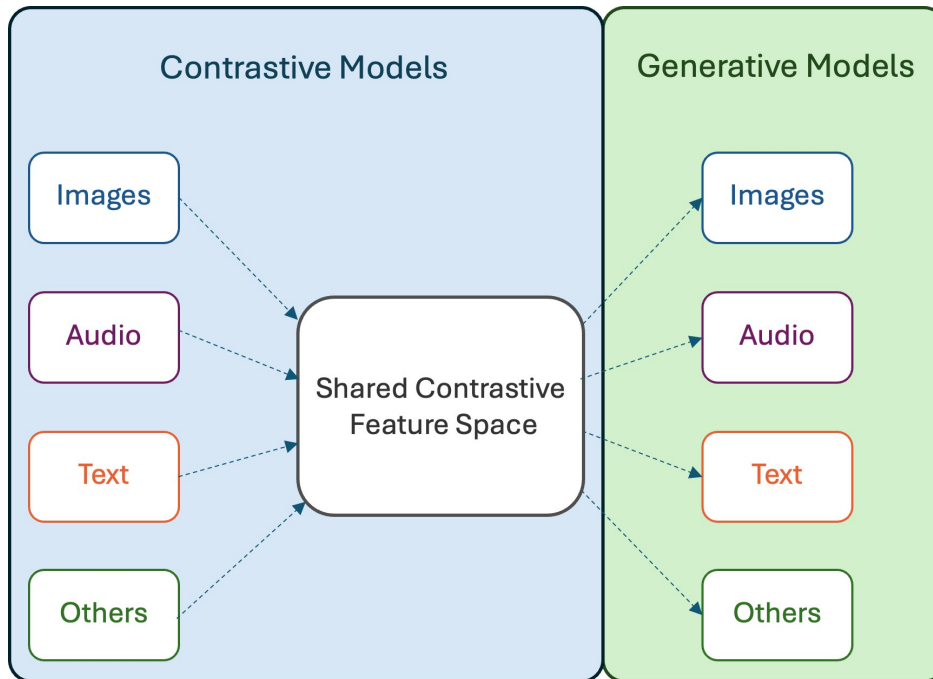 Contrastive Models
Generative Models
Images
Audio
Text
Others
Shared Contrastive
Feature Space
Images
Audio
Text
Others